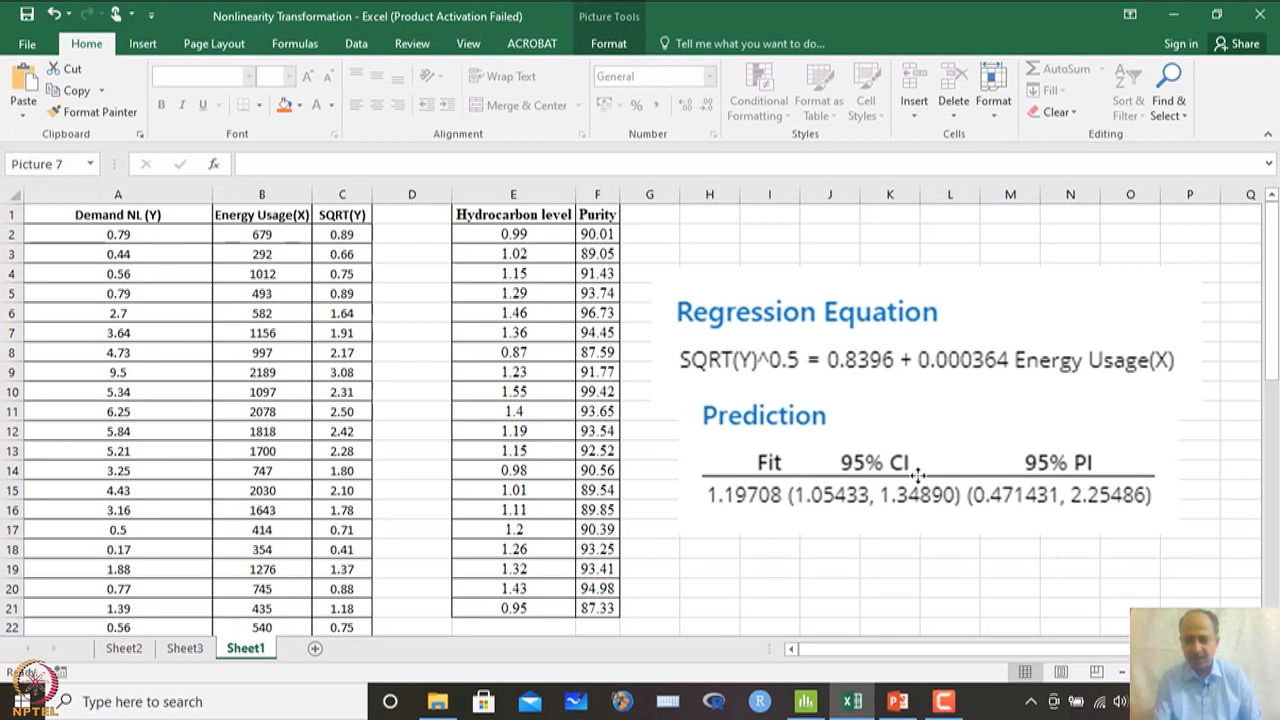 Nonlinearity Transformation - Excel (Product Activation Failed)
Picture Tools
File Home Insert Page Layout Formulas Data Review View ACROBAT Format Tell me what you want to do... Sign in Share
Paste
Cut
Copy
Format Painter
Clipboard
B I U
A
Font
Wrap Text
Merge & Center
Alignment
General
%
Number
Conditional Formatting
Format as Table
Cell Styles
Styles
Insert
Delete
Format
Cells
AutoSum
Fill
Clear
Sort & Filter
Find & Select
Editing
Picture 7
fx
A B C D E F G H I J K L M N O P Q
1 Demand NL (Y) Energy Usage(X) SQRT(Y) Hydrocarbon level Purity
2 0.79 679 0.89 0.99 90.01
3 0.44 292 0.66 1.02 89.05
4 0.56 1012 0.75 1.15 91.43
5 0.79 493 0.89 1.29 93.74
6 2.7 582 1.64 1.46 96.73
7 3.64 1156 1.91 1.36 94.45
8 4.73 997 2.17 0.87 87.59
9 9.5 2189 3.08 1.23 91.77
10 5.34 1097 2.31 1.55 99.42
11 6.25 2078 2.50 1.4 93.65
12 5.84 1818 2.42 1.19 93.54
13 5.21 1700 2.28 1.15 92.52
14 3.25 747 1.80 0.98 90.56
15 4.43 2030 2.10 1.01 89.54
16 3.16 1643 1.78 1.11 89.85
17 0.5 414 0.71 1.2 90.39
18 0.17 354 0.41 1.26 93.25
19 1.88 1276 1.37 1.32 93.41
20 0.77 745 0.88 1.43 94.98
21 1.39 435 1.18 0.95 87.33
22 0.56 540 0.75
Regression Equation
SQRT(Y)^0.5 = 0.8396 + 0.000364 Energy Usage(X)
Prediction
Fit 95% CI 95% PI
1.19708 (1.05433, 1.34890) (0.471431, 2.25486)
Sheet2 Sheet3 Sheet1
NPTEL
Type here to search